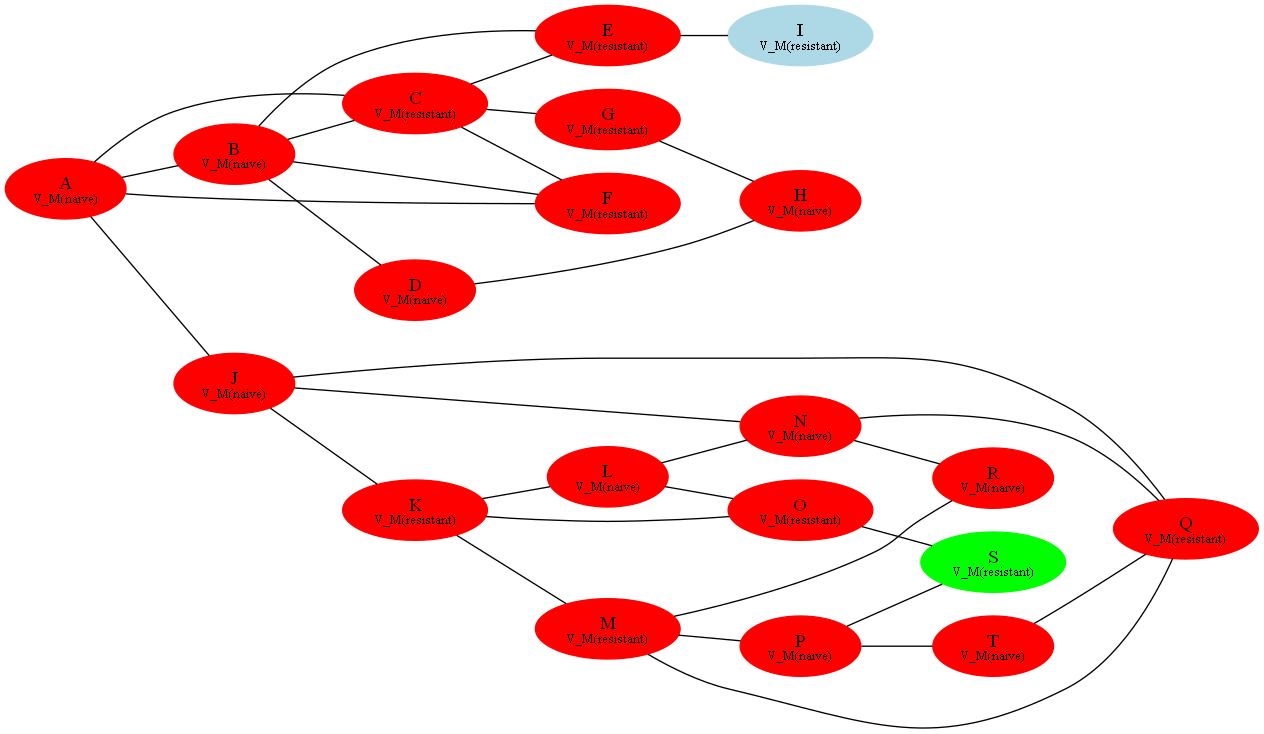 A
V_M(naive)
B
V_M(naive)
C
V_M(resistant)
D
V_M(naive)
E
V_M(resistant)
G
V_M(resistant)
F
V_M(resistant)
I
V_M(resistant)
H
V_M(naive)
J
V_M(naive)
K
V_M(resistant)
L
V_M(naive)
M
V_M(resistant)
N
V_M(naive)
O
V_M(resistant)
P
V_M(naive)
R
V_M(naive)
S
V_M(resistant)
T
V_M(naive)
Q
V_M(resistant)